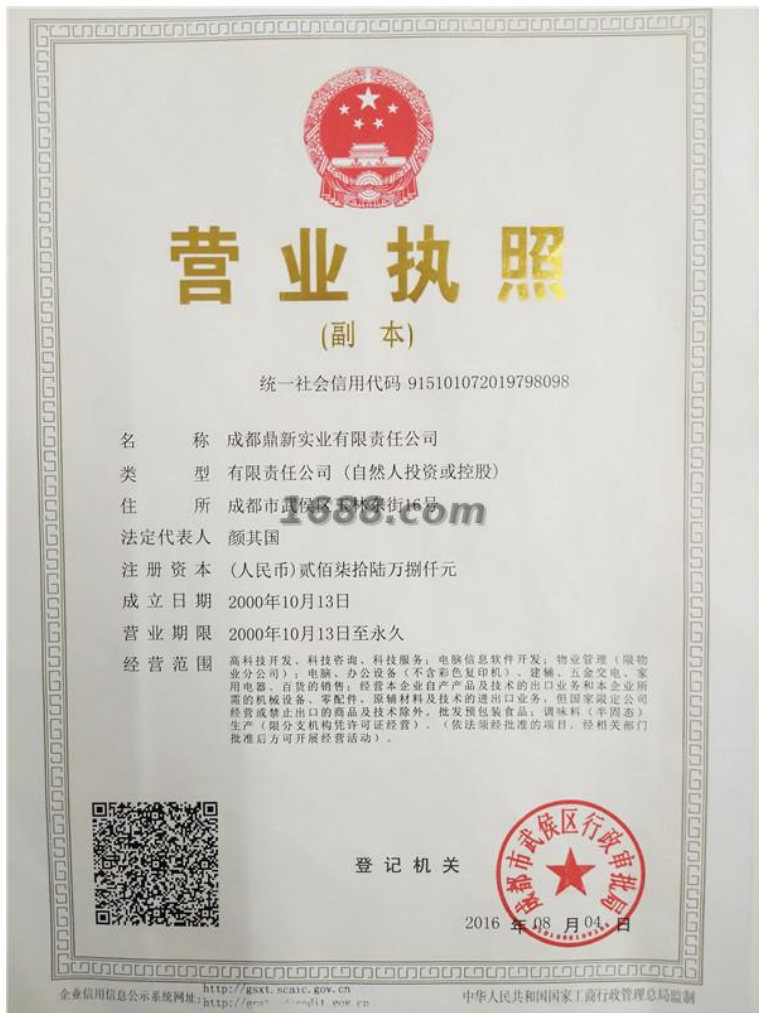 营业执照
(副 本)
统一社会信用代码 915101072019798098
名 称 成都鼎新实业有限责任公司
类 型 有限责任公司(自然人投资或控股)
住 所 成都市武侯区玉林东街16号
1688.com
法定代表人 颜其国
注册资本 (人民币)贰佰柒拾陆万捌仟元
成立日期 2000年10月13日
营业期限 2000年10月13日至永久
经营范围 高科技开发、科技咨询、科技服务；电脑信息软件开发；物业管理（限物
业分公司）；电脑、办公设备（不含彩色复印机）、建辅、五金交电、家
用电器、百货的销售；经营本企业自产产品及技术的出口业务和本企业所
需的机械设备、零配件、原辅材料及技术的进出口业务，但国家限定公司
经营或禁止出口的商品及技术除外。批发预包装食品；调味料（半固态）
生产（限分支机构凭许可证经营）。（依法须经批准的项目，经相关部门
批准后方可开展经营活动）。
成都市武侯区行政审批局
登记机关
2016 年 08 月 04 日
企业信用信息公示系统网址: http://gsxt.scaic.gov.cn
中华人民共和国国家工商行政管理总局监制